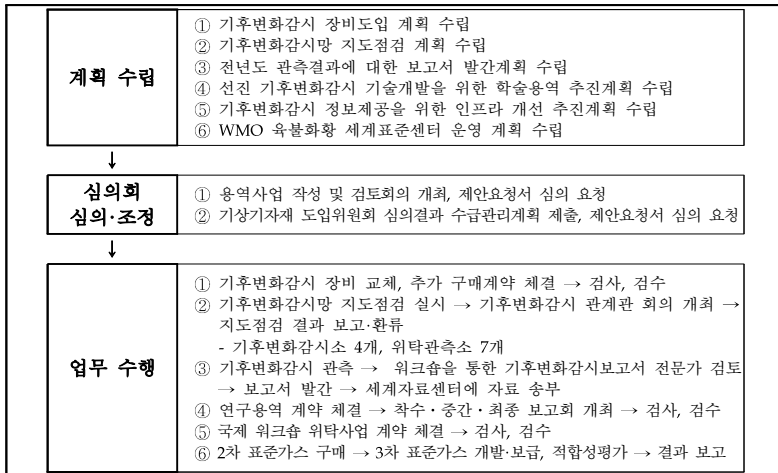 계획 수립
① 기후변화감시 장비도입 계획 수립
② 기후변화감시망 지도점검 계획 수립
③ 전년도 관측결과에 대한 보고서 발간계획 수립
④ 선진 기후변화감시 기술개발을 위한 학술용역 추진계획 수립
⑤ 기후변화감시 정보제공을 위한 인프라 개선 추진계획 수립
⑥ WMO 육불화황 세계표준센터 운영 계획 수립
↓
심의회
심의·조정
① 용역사업 작성 및 검토회의 개최, 제안요청서 심의 요청
② 기상기자재 도입위원회 심의결과 수급관리계획 제출, 제안요청서 심의 요청
↓
업무 수행
① 기후변화감시 장비 교체, 추가 구매계약 체결 → 검사, 검수
② 기후변화감시망 지도점검 실시 → 기후변화감시 관계관 회의 개최 →
지도점검 결과 보고·환류
- 기후변화감시소 4개, 위탁관측소 7개
③ 기후변화감시 관측 → 워크숍을 통한 기후변화감시보고서 전문가 검토
→ 보고서 발간 → 세계자료센터에 자료 송부
④ 연구용역 계약 체결 → 착수·중간·최종 보고회 개최 → 검사, 검수
⑤ 국제 워크숍 위탁사업 계약 체결 → 검사, 검수
⑥ 2차 표준가스 구매 → 3차 표준가스 개발·보급, 적합성평가 → 결과 보고